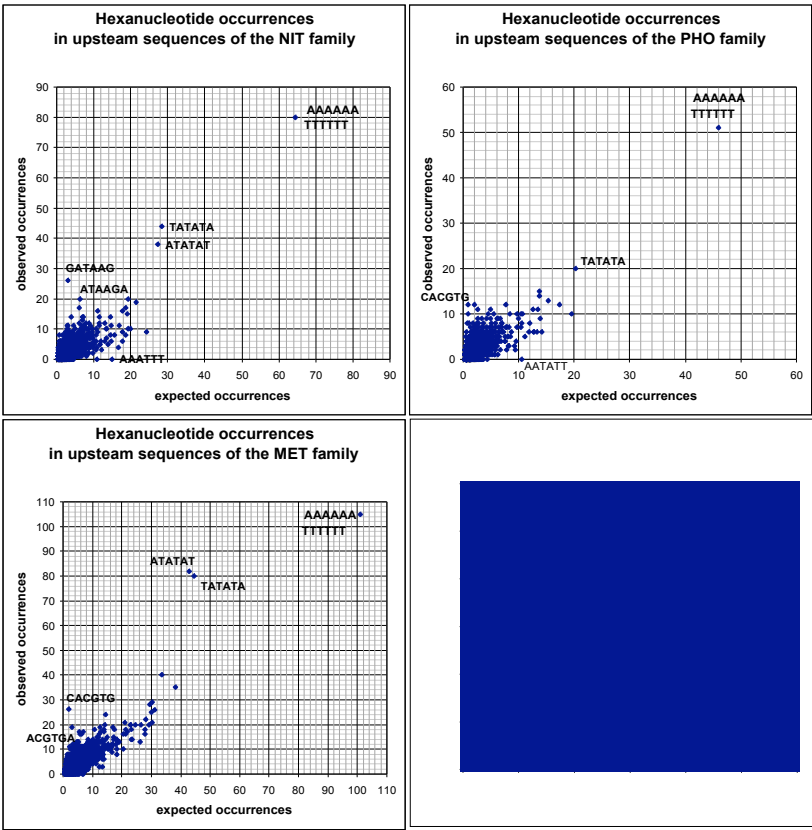 Hexanucleotide occurrences
in upsteam sequences of the NIT family
90
80
70
60
50
40
30
20
10
0
observed occurrences
AAAAAA
TTTTTT
TATATA
ATATAT
GATAAG
ATAAGA
AAATTT
0 10 20 30 40 50 60 70 80 90
expected occurrences
Hexanucleotide occurrences
in upsteam sequences of the PHO family
60
50
40
30
20
10
0
observed occurrences
AAAAAA
TTTTTT
TATATA
CACGTG
AATATT
0 10 20 30 40 50 60
expected occurrences
Hexanucleotide occurrences
in upsteam sequences of the MET family
110
100
90
80
70
60
50
40
30
20
10
0
observed occurrences
AAAAAA
TTTTTT
ATATAT
TATATA
CACGTG
ACGTGA
0 10 20 30 40 50 60 70 80 90 100 110
expected occurrences